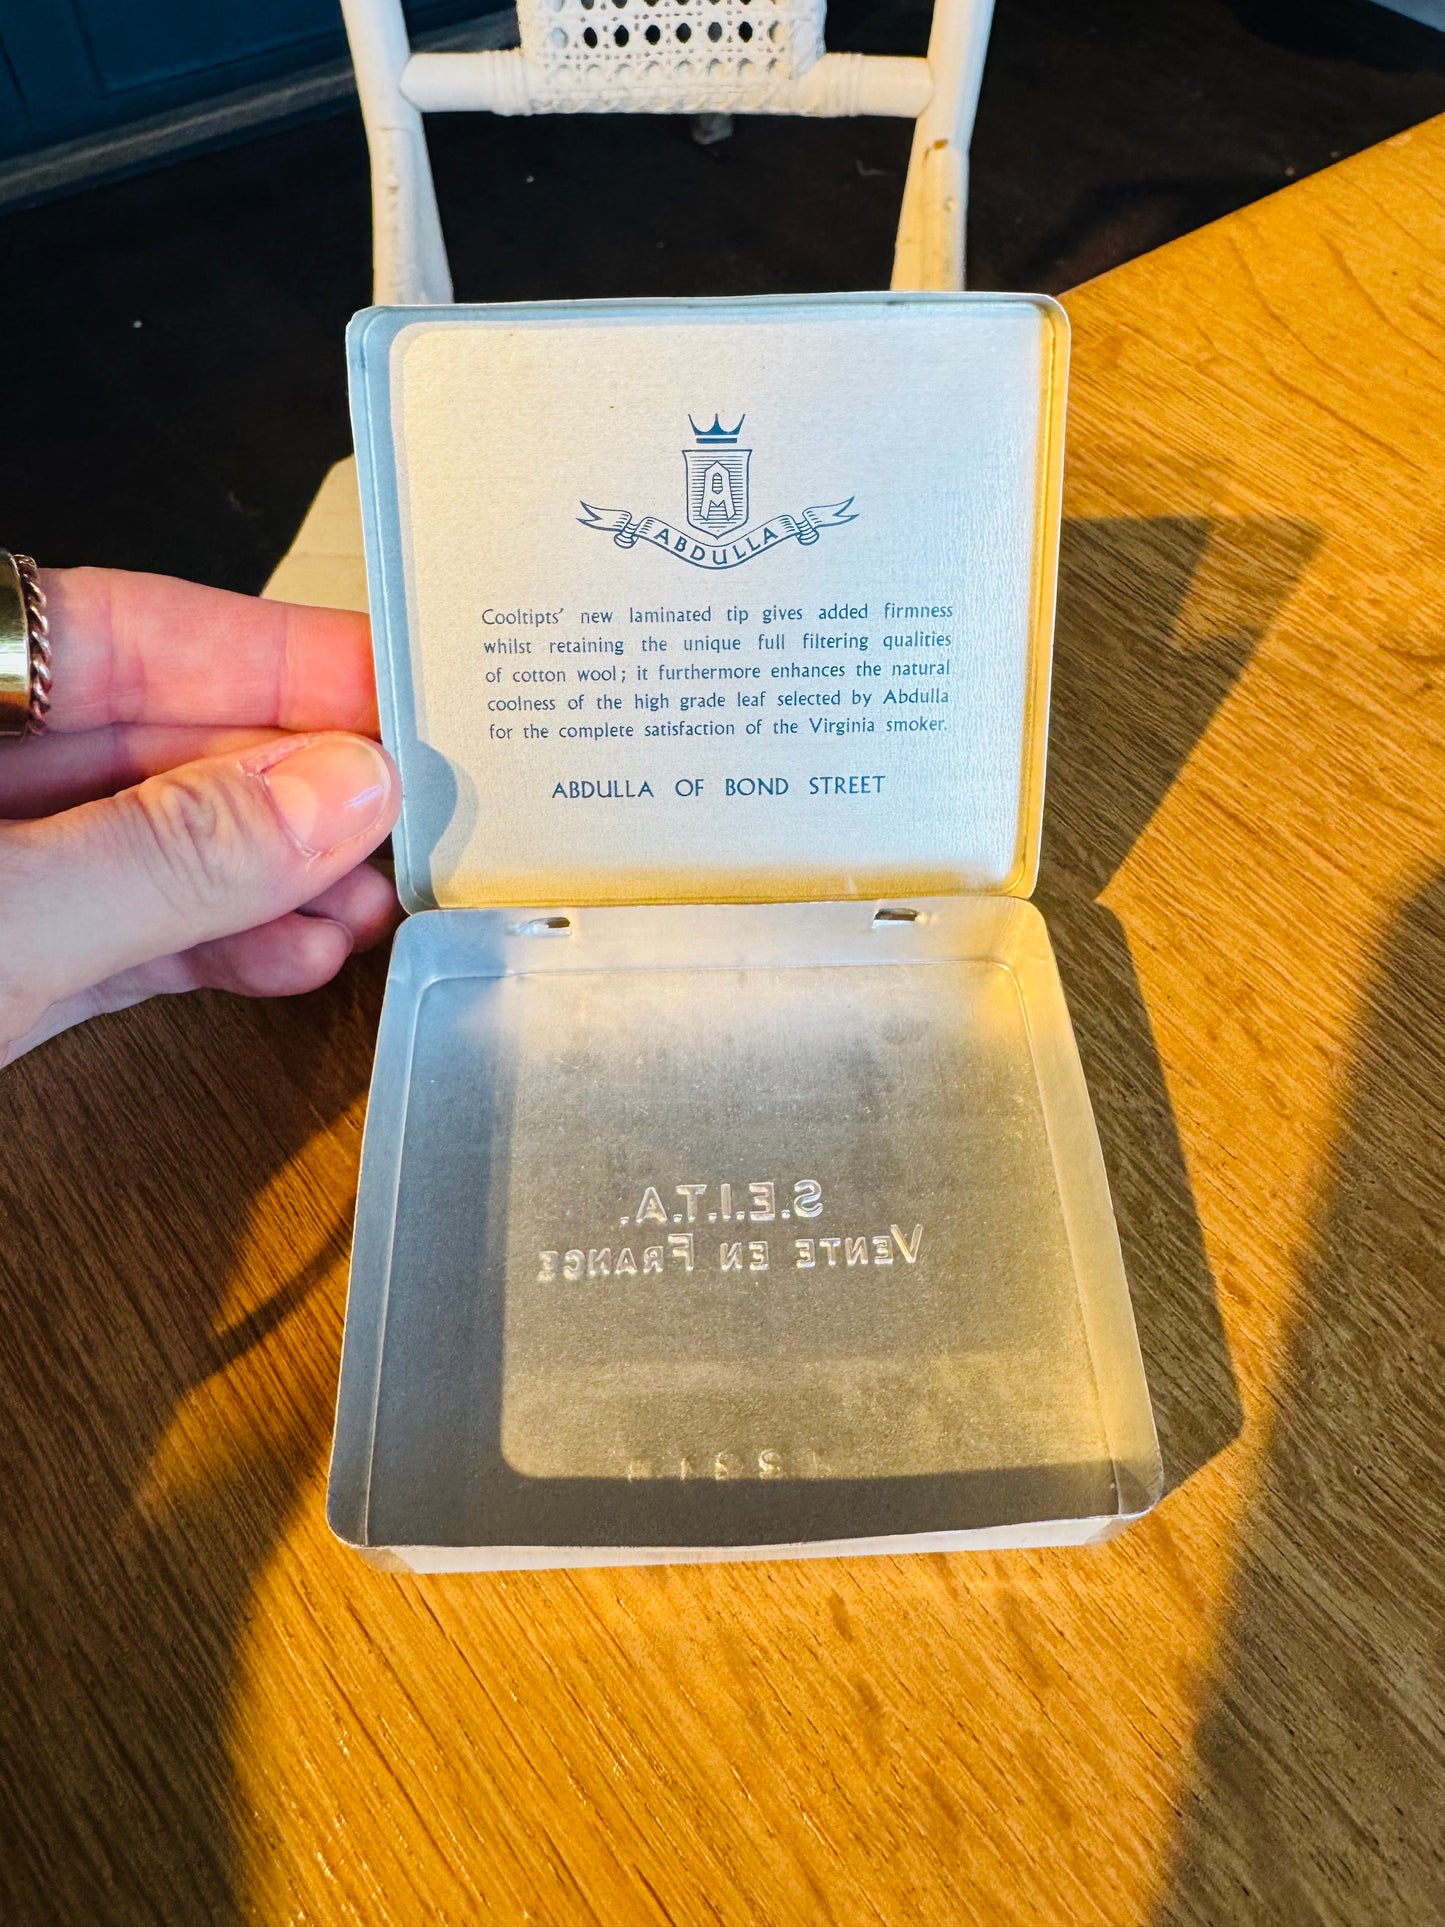 A
ABDULLA
Cooltipts' new laminated tip gives added firmness
whilst retaining the unique full filtering qualities
of cotton wool; it furthermore enhances the natural
coolness of the high grade leaf selected by Abdulla
for the complete satisfaction of the Virginia smoker.
ABDULLA OF BOND STREET
S.E.I.T.A.
VENTE EN FRANCE